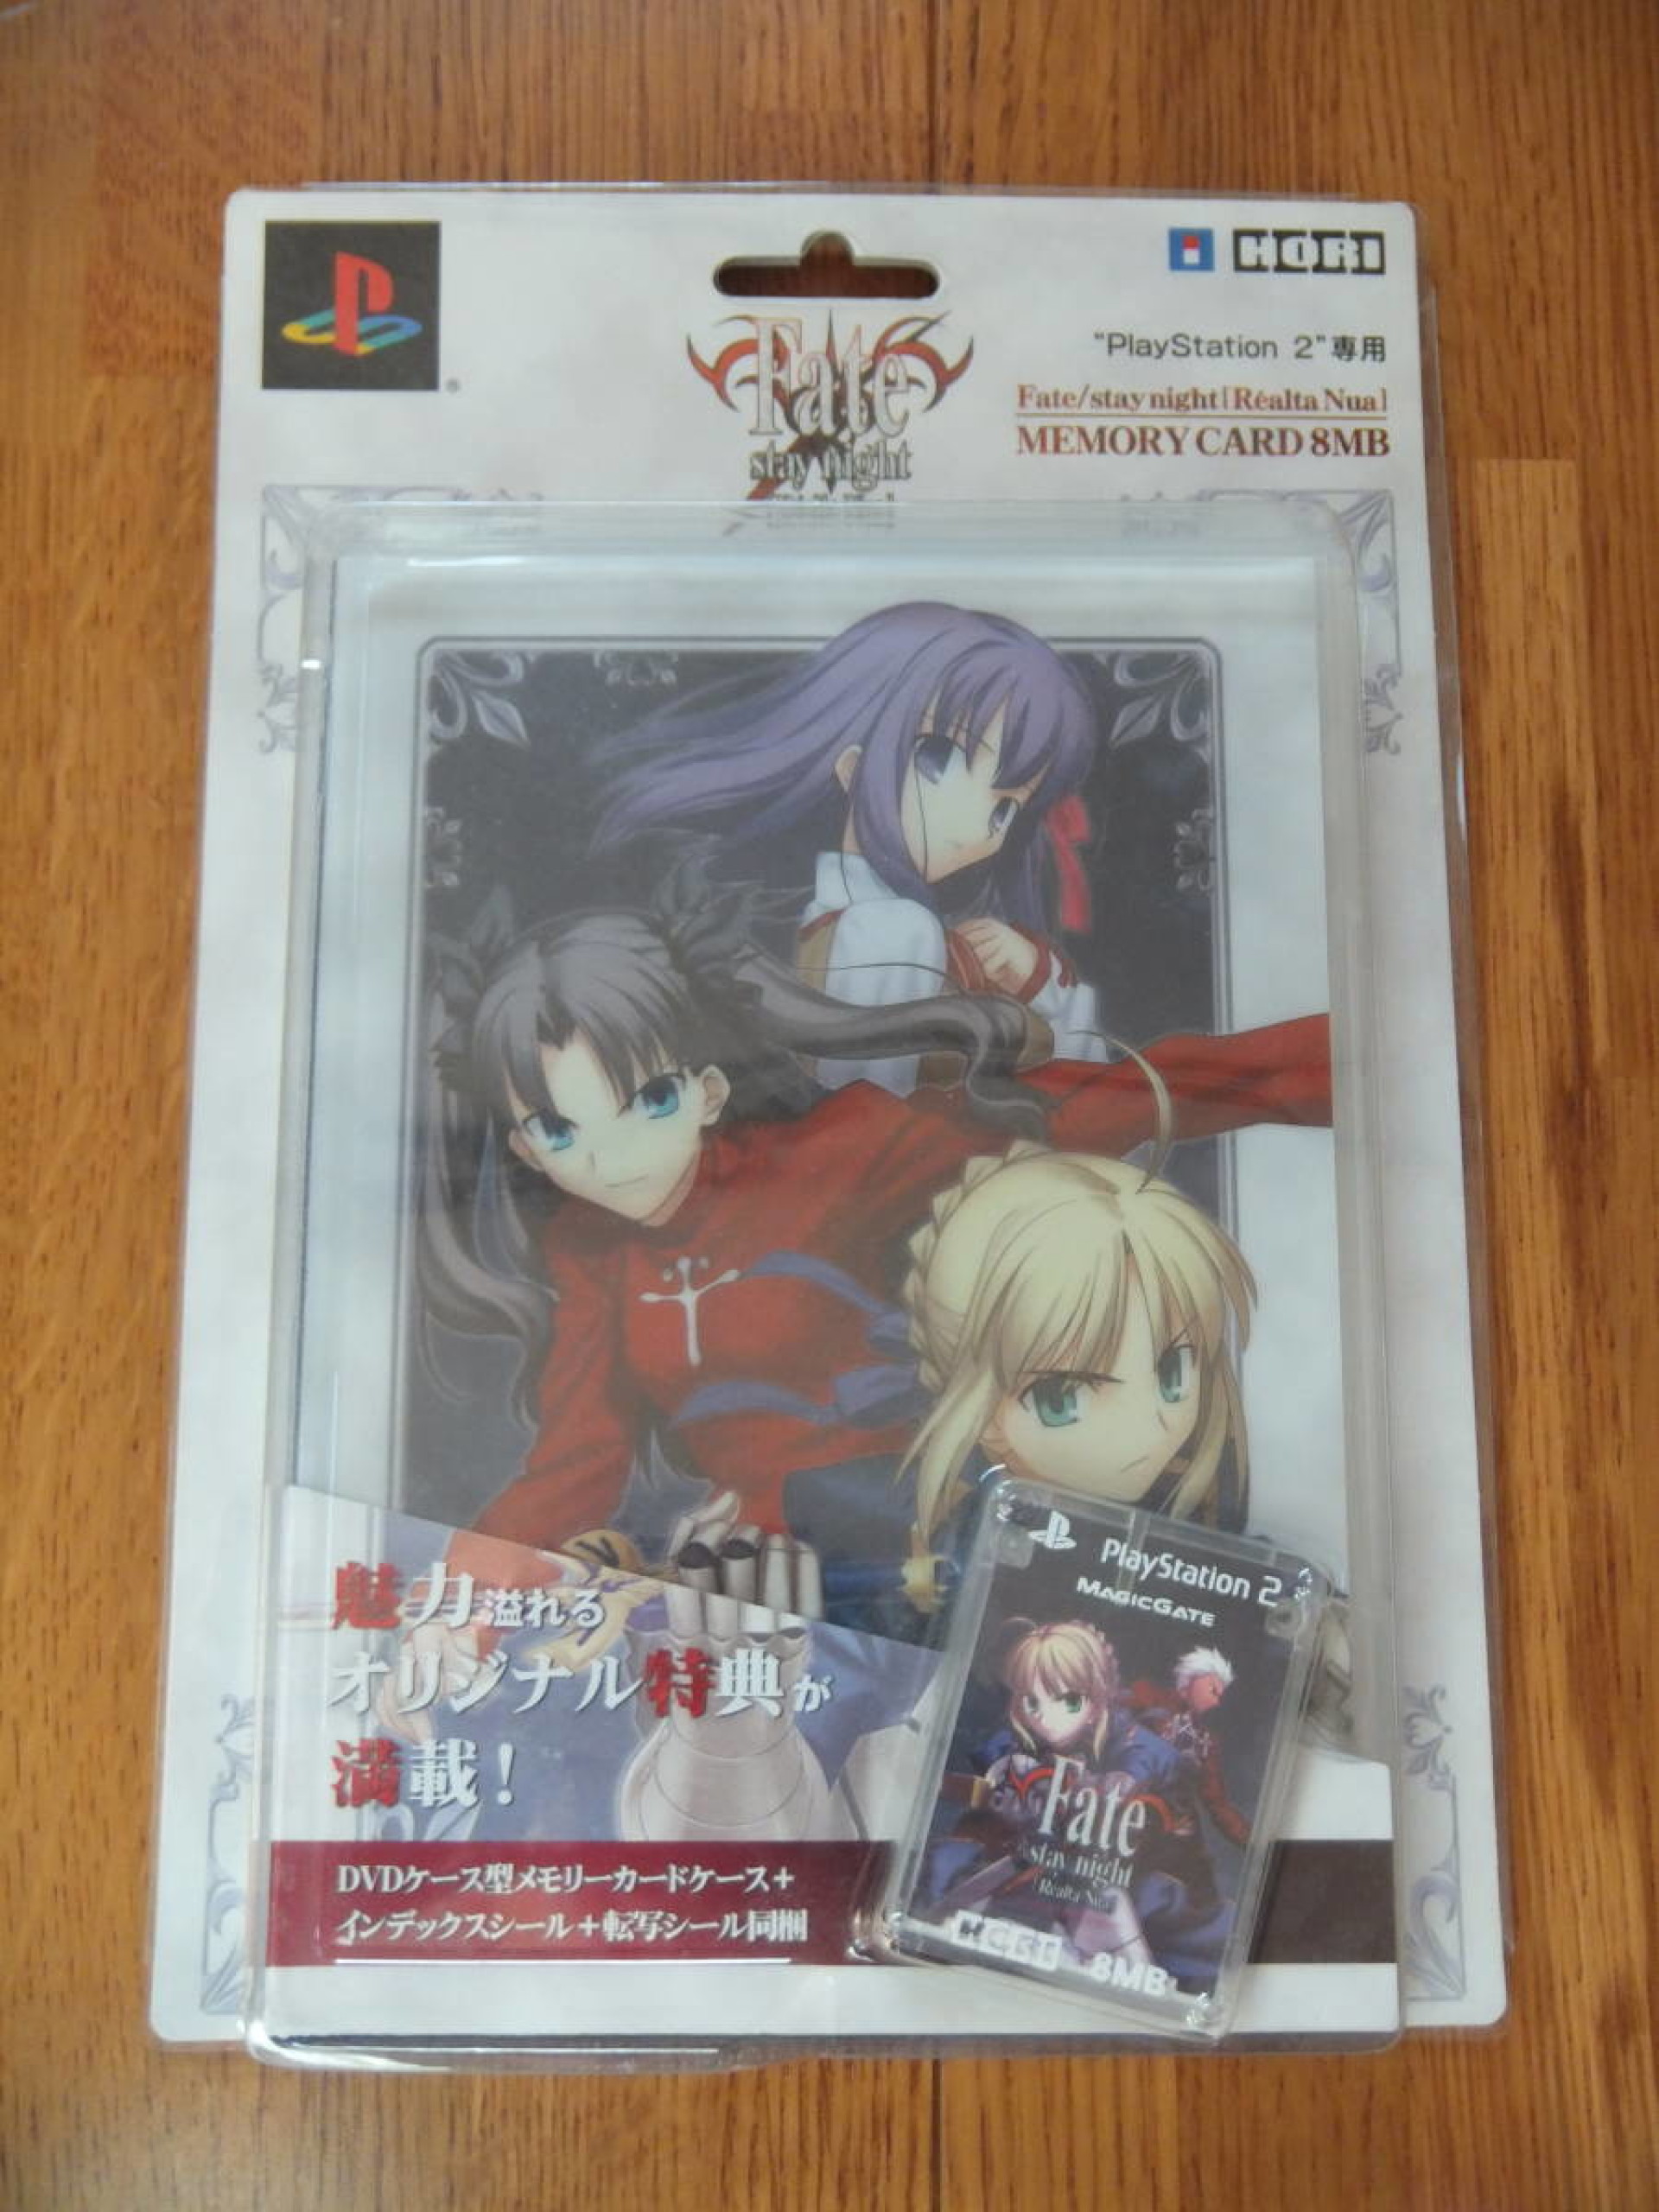 HORI
"PlayStation 2"専用
Fate/stay night[Réalta Nua]
MEMORY CARD 8MB
Fate
stay night
魅力溢れる
オリジナル特典が
満載!
DVDケース型メモリーカードケース+
インデックスシール+転写シール同梱
PlayStation 2
MAGICGATE
Fate
stay night
[Réalta Nua]
HORI 8MB